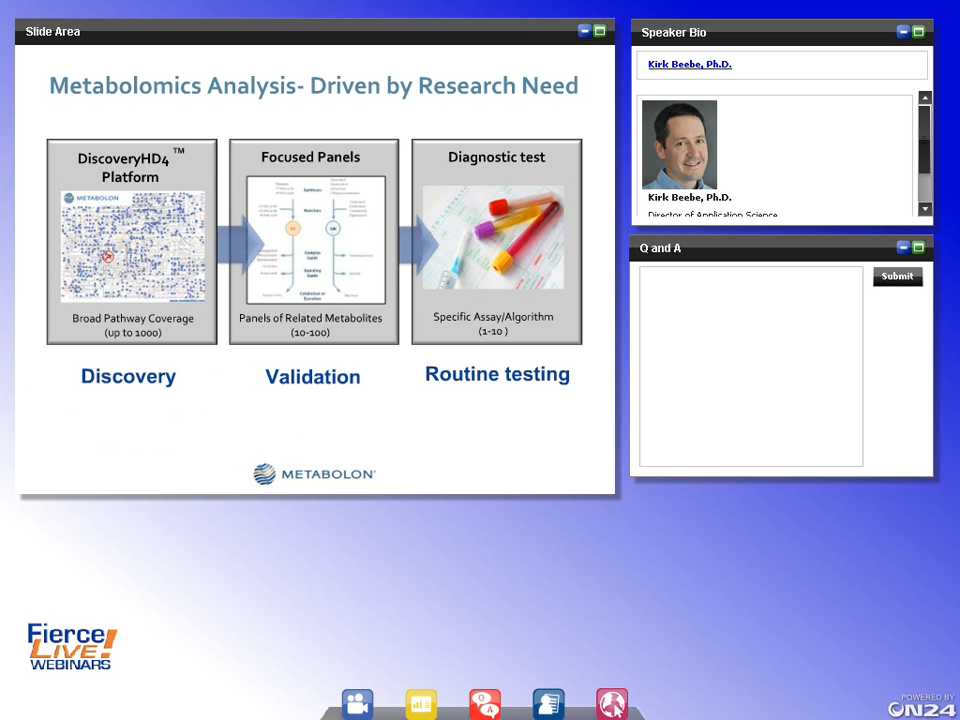 Slide Area
Metabolomics Analysis- Driven by Research Need
DiscoveryHD4 ™
Platform
METABOLON
Broad Pathway Coverage
(up to 1000)
Focused Panels
Panels of Related Metabolites
(10-100)
Diagnostic test
Specific Assay/Algorithm
(1-10 )
Discovery
Validation
Routine testing
METABOLON
Speaker Bio
Kirk Beebe, Ph.D.
Kirk Beebe, Ph.D.
Director of Application Science
Q and A
Submit
Fierce
LIVE!
WEBINARS
Q
A
POWERED BY
ON24